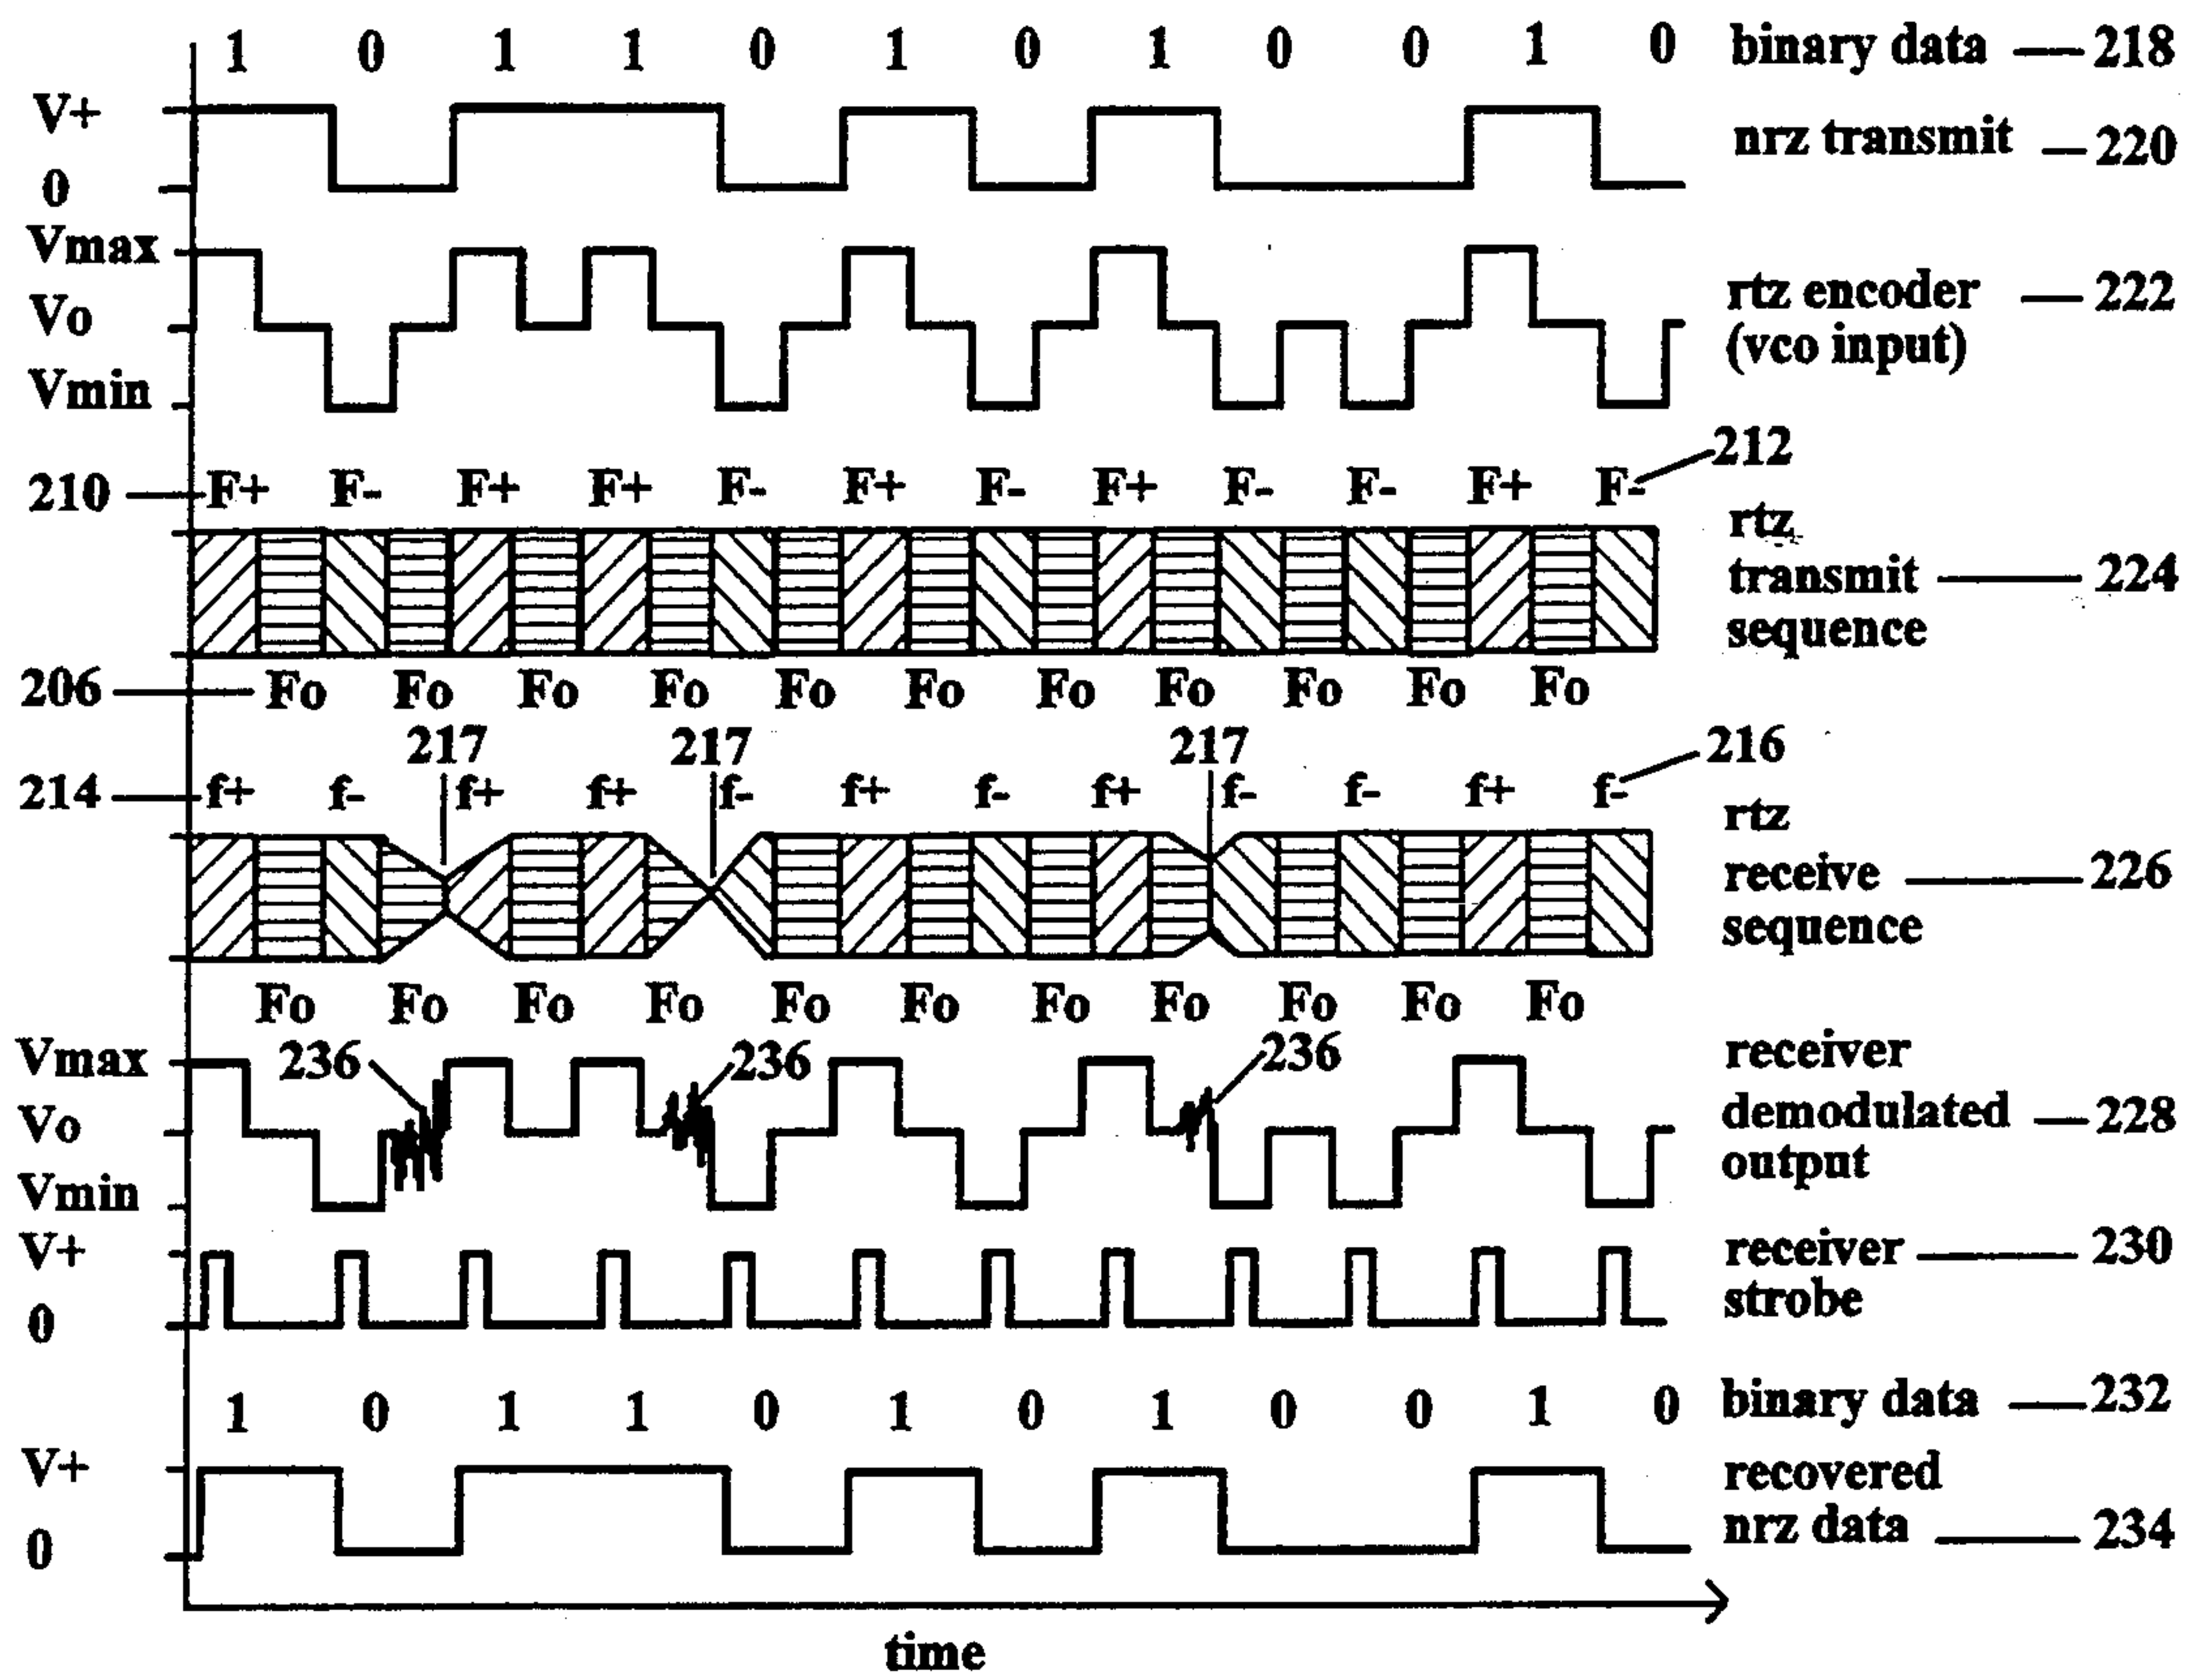 1 0 1 1 0 1 0 1 0 0 1 0 binary data 218
V+
nrz transmit 220
0
Vmax
Vo
rtz encoder 222
(vco input)
Vmin
212
210 F+ F- F+ F+ F- F+ F- F+ F- F- F+ F-
rtz
transmit 224
sequence
206 Fo Fo Fo Fo Fo Fo Fo Fo Fo Fo Fo
217 217 217 216
214 f+ f- f+ f+ f- f+ f- f+ f- f- f+ f-
rtz
receive 226
sequence
Fo Fo Fo Fo Fo Fo Fo Fo Fo Fo Fo
Vmax 236 236 236 receiver
Vo demodulated 228
output
Vmin
V+ receiver 230
strobe
0
1 0 1 1 0 1 0 1 0 0 1 0 binary data 232
V+ recovered
nrz data 234
0
time